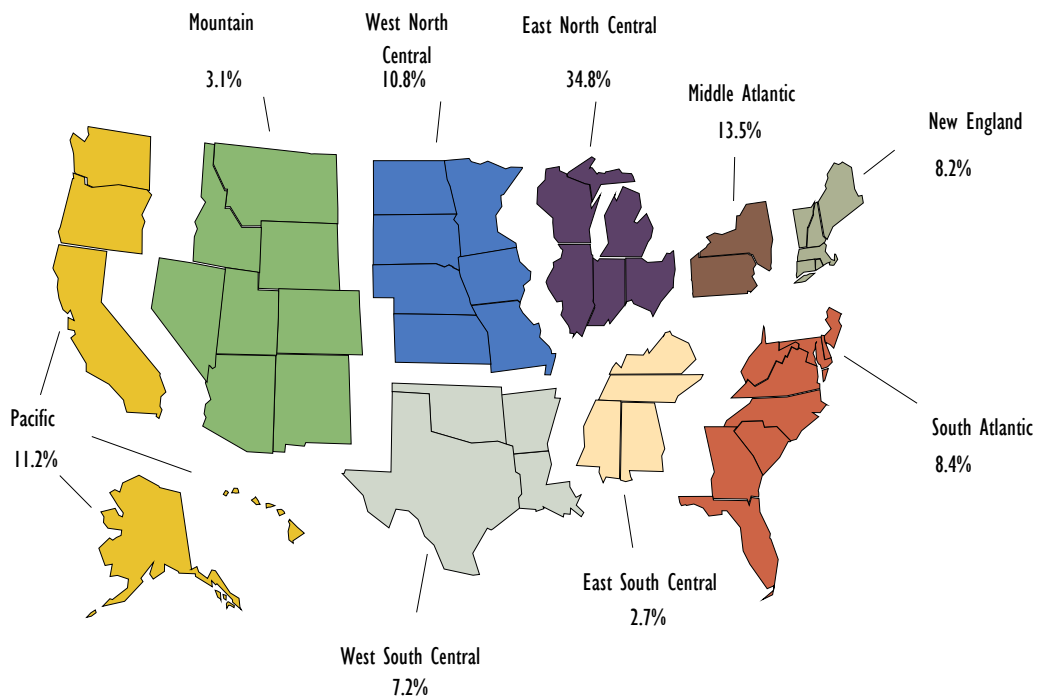 Mountain
3.1%
West North
Central
10.8%
East North Central
34.8%
Middle Atlantic
13.5%
New England
8.2%
Pacific
11.2%
South Atlantic
8.4%
East South Central
2.7%
West South Central
7.2%